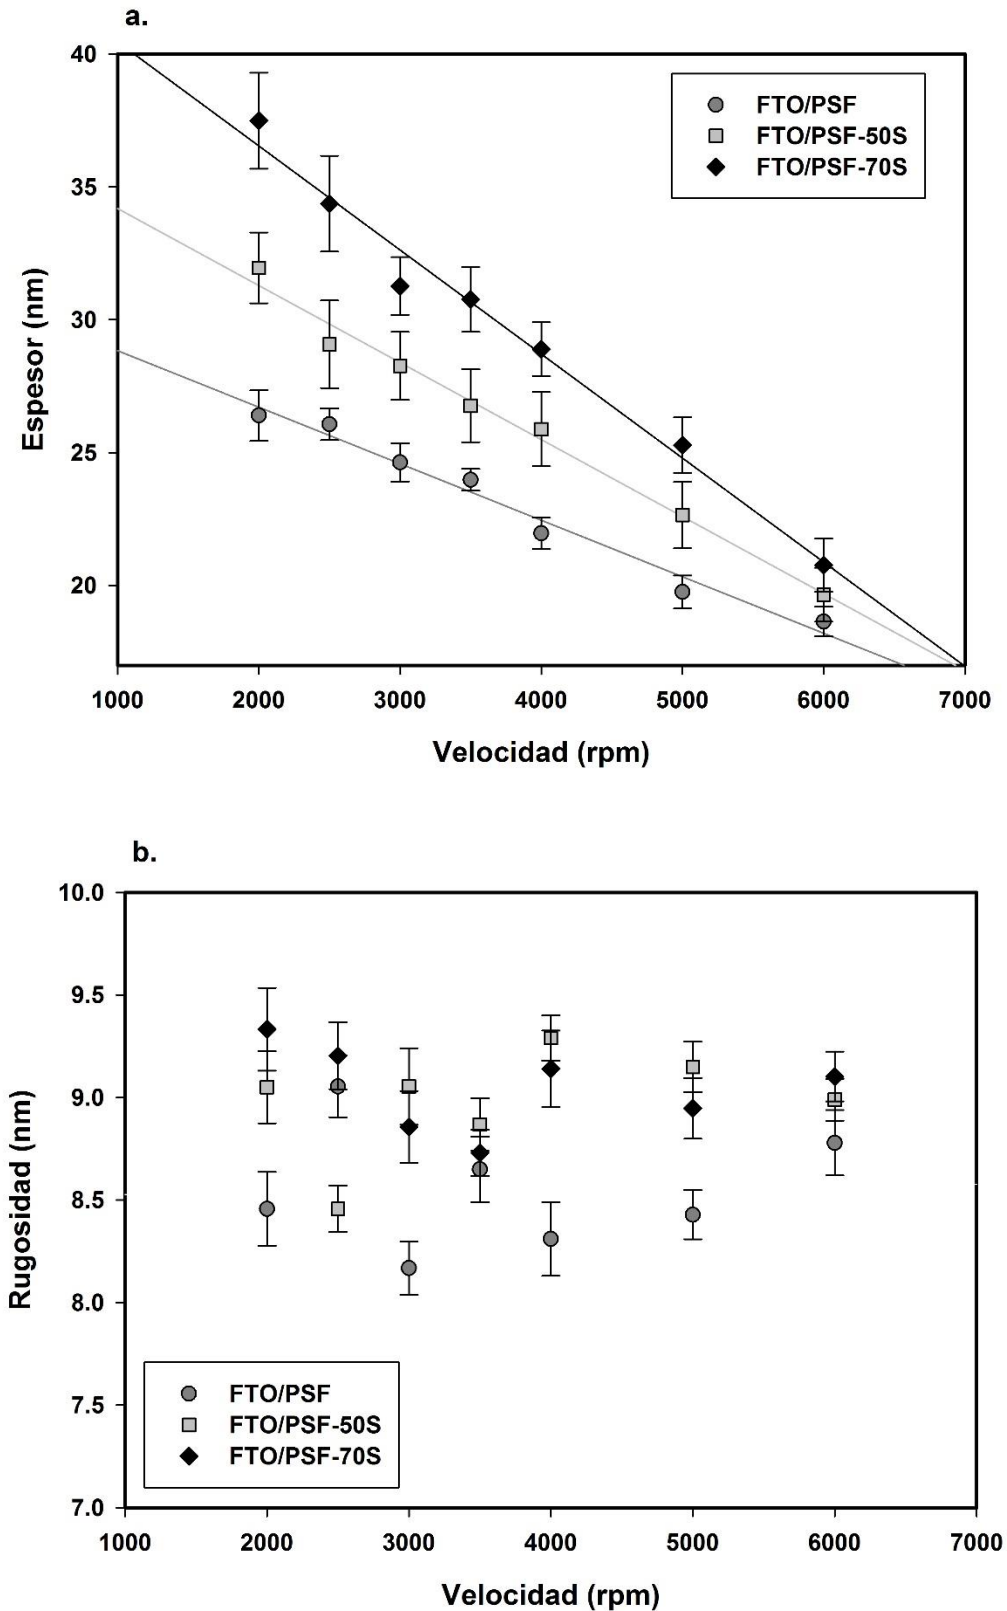 a.
40
35
30
25
20
Espesor (nm)
FTO/PSF
FTO/PSF-50S
FTO/PSF-70S
1000 2000 3000 4000 5000 6000 7000
Velocidad (rpm)
b.
10.0
9.5
9.0
8.5
8.0
7.5
7.0
Rugosidad (nm)
FTO/PSF
FTO/PSF-50S
FTO/PSF-70S
1000 2000 3000 4000 5000 6000 7000
Velocidad (rpm)